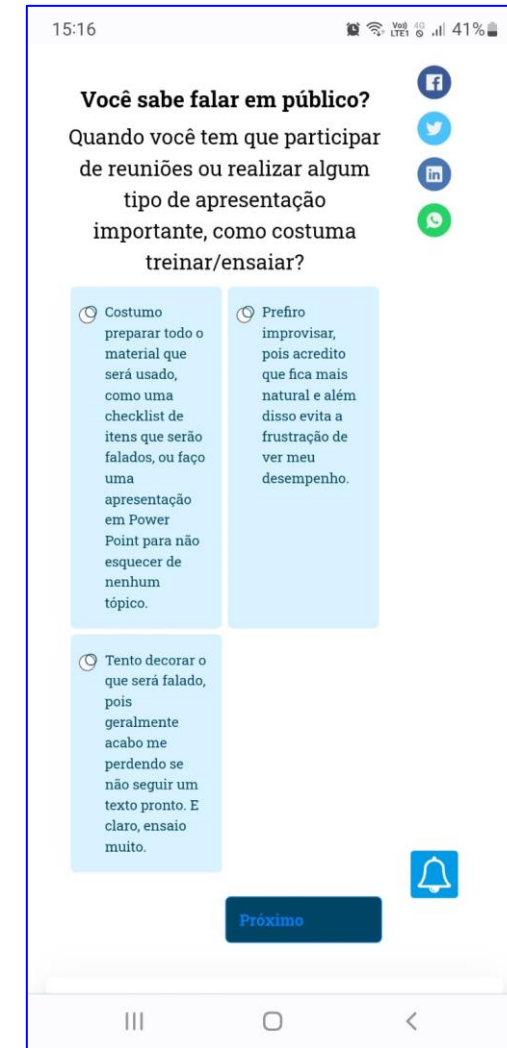 15:16
Vo))
LTE1
4G
41%
Você sabe falar em público?
Quando você tem que participar
de reuniões ou realizar algum
tipo de apresentação
importante, como costuma
treinar/ensaiar?
Costumo
preparar todo o
material que
será usado,
como uma
checklist de
itens que serão
falados, ou faço
uma
apresentação
em Power
Point para não
esquecer de
nenhum
tópico.
Prefiro
improvisar,
pois acredito
que fica mais
natural e além
disso evita a
frustração de
ver meu
desempenho.
Tento decorar o
que será falado,
pois
geralmente
acabo me
perdendo se
não seguir um
texto pronto. E
claro, ensaio
muito.
Próximo